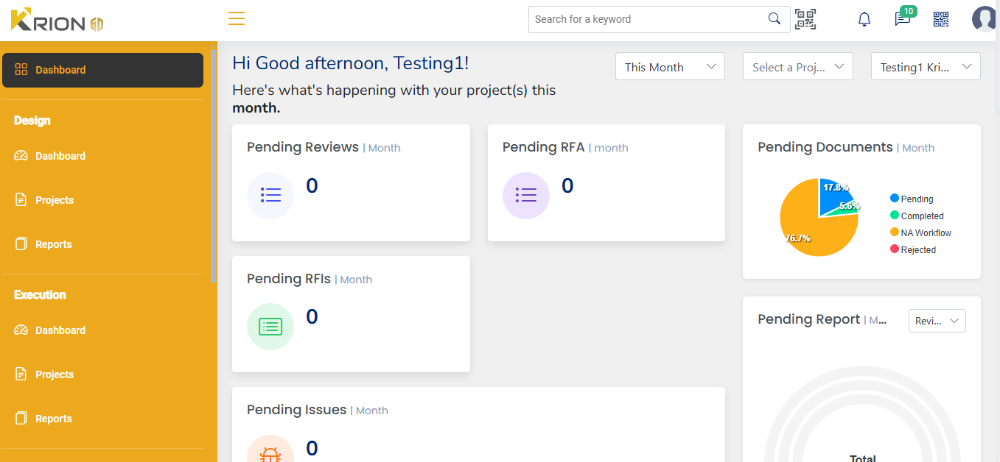 KRION 6D
Search for a keyword
10
Dashboard
Design
Dashboard
Projects
Reports
Execution
Dashboard
Projects
Reports
Hi Good afternoon, Testing1!
Here's what's happening with your project(s) this
month.
This Month
Select a Proj...
Testing1 Kri...
Pending Reviews | Month
0
Pending RFA | month
0
Pending Documents | Month
17.8%
5.6%
76.7%
Pending
Completed
NA Workflow
Rejected
Pending RFIs | Month
0
Pending Report | M...
Revi...
Total
Pending Issues | Month
0